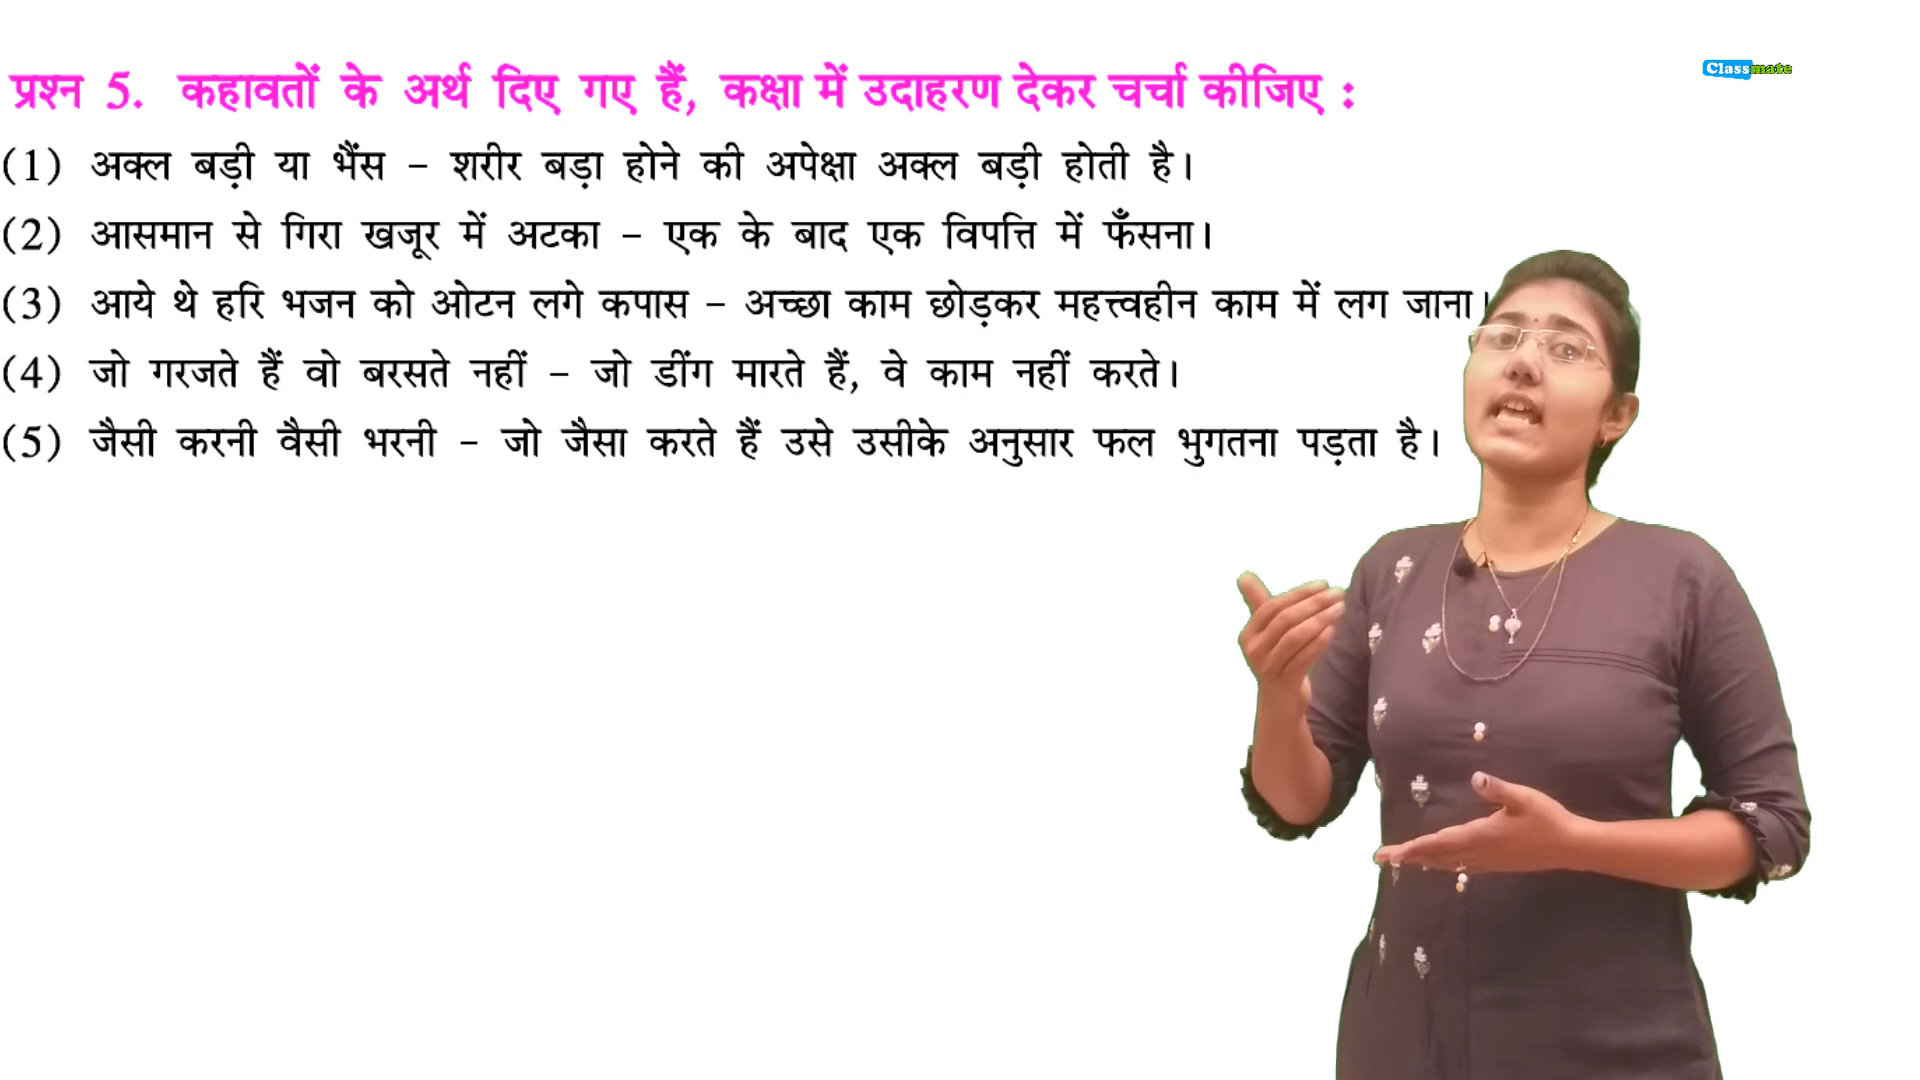 Classmate
प्रश्न 5. कहावतों के अर्थ दिए गए हैं, कक्षा में उदाहरण देकर चर्चा कीजिए :
(1) अक्ल बड़ी या भैंस – शरीर बड़ा होने की अपेक्षा अक्ल बड़ी होती है।
(2) आसमान से गिरा खजूर में अटका – एक के बाद एक विपत्ति में फँसना।
(3) आये थे हरि भजन को ओटन लगे कपास – अच्छा काम छोड़कर महत्त्वहीन काम में लग जाना।
(4) जो गरजते हैं वो बरसते नहीं – जो डींग मारते हैं, वे काम नहीं करते।
(5) जैसी करनी वैसी भरनी – जो जैसा करते हैं उसे उसीके अनुसार फल भुगतना पड़ता है।